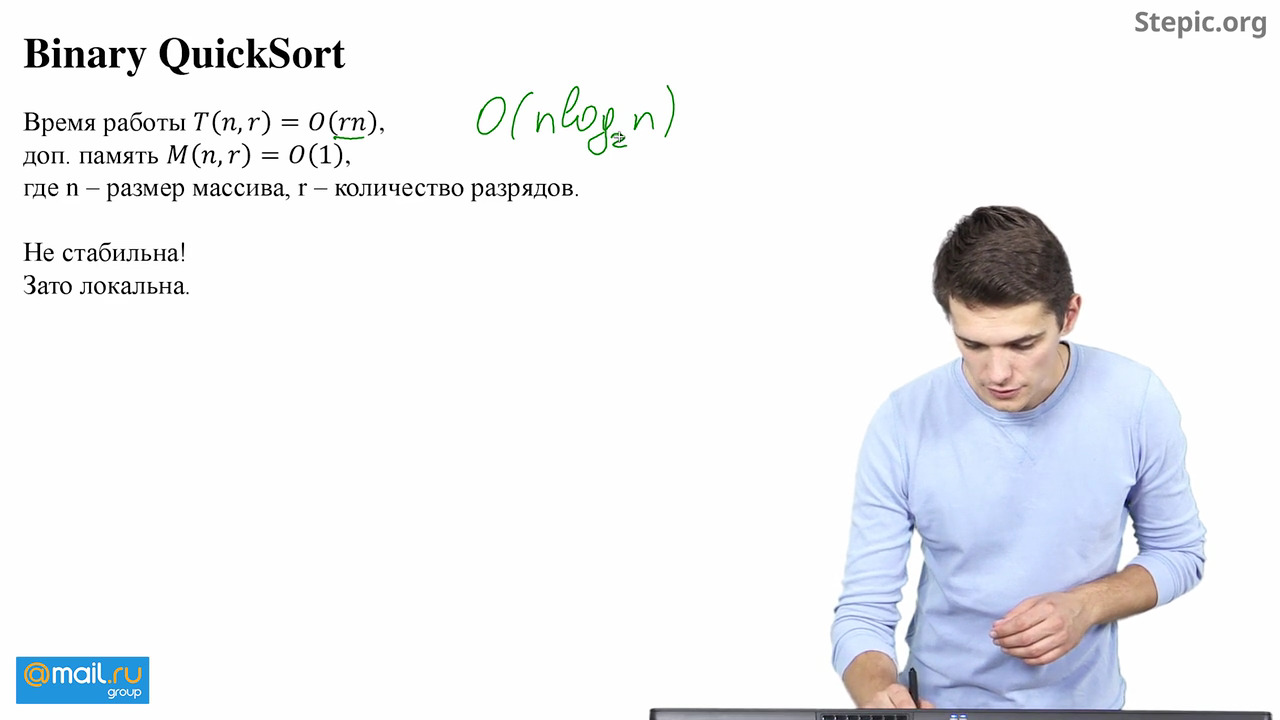 Stepic.org
Binary QuickSort
Время работы T(n, r) = O(rn),
O(nlog₂n)
доп. память M(n, r) = O(1),
где n – размер массива, r – количество разрядов.
Не стабильна!
Зато локальна.
@mail.ru
group